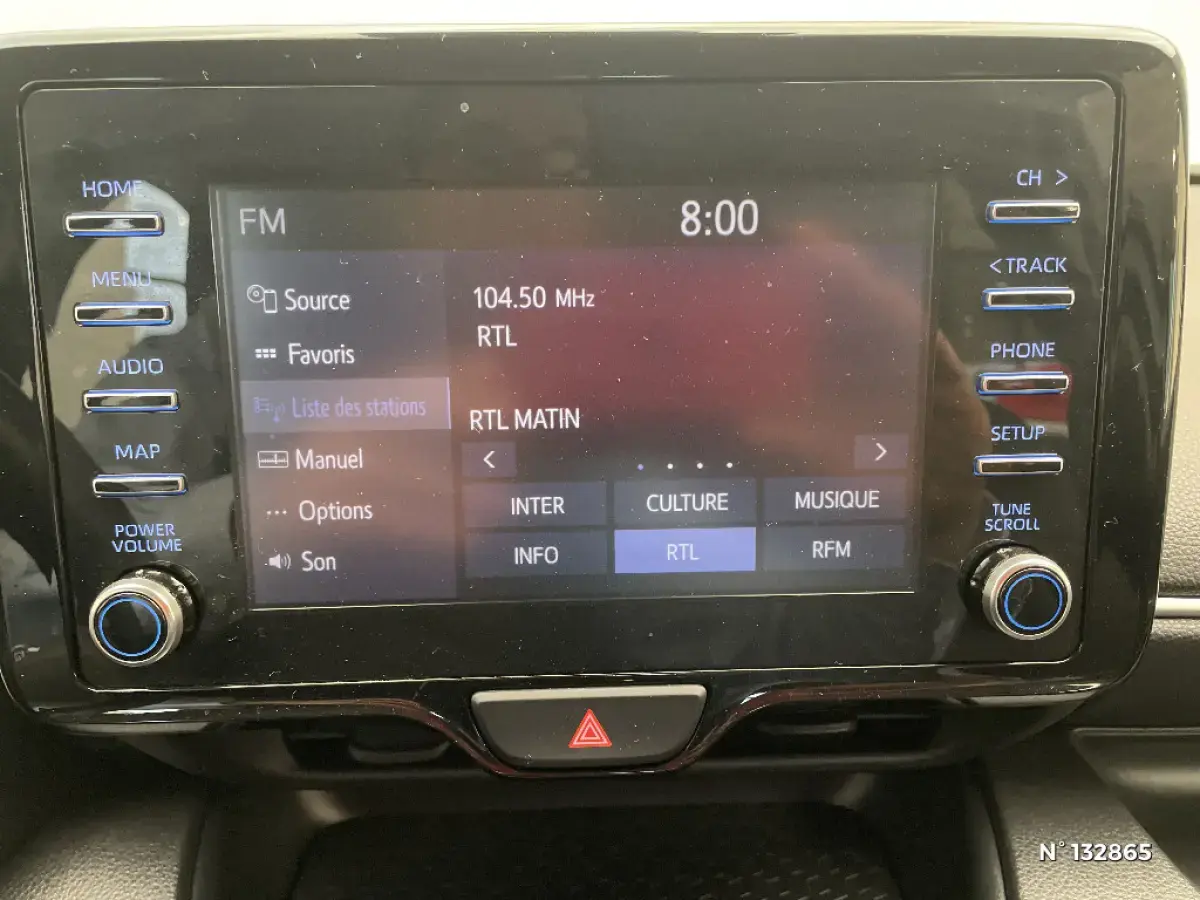 HOME
MENU
AUDIO
MAP
POWER
VOLUME
FM
8:00
Source
Favoris
Liste des stations
Manuel
Options
Son
104.50 MHz
RTL
RTL MATIN
< >
INTER CULTURE MUSIQUE
INFO RTL RFM
CH >
< TRACK
PHONE
SETUP
TUNE
SCROLL
N° 132865